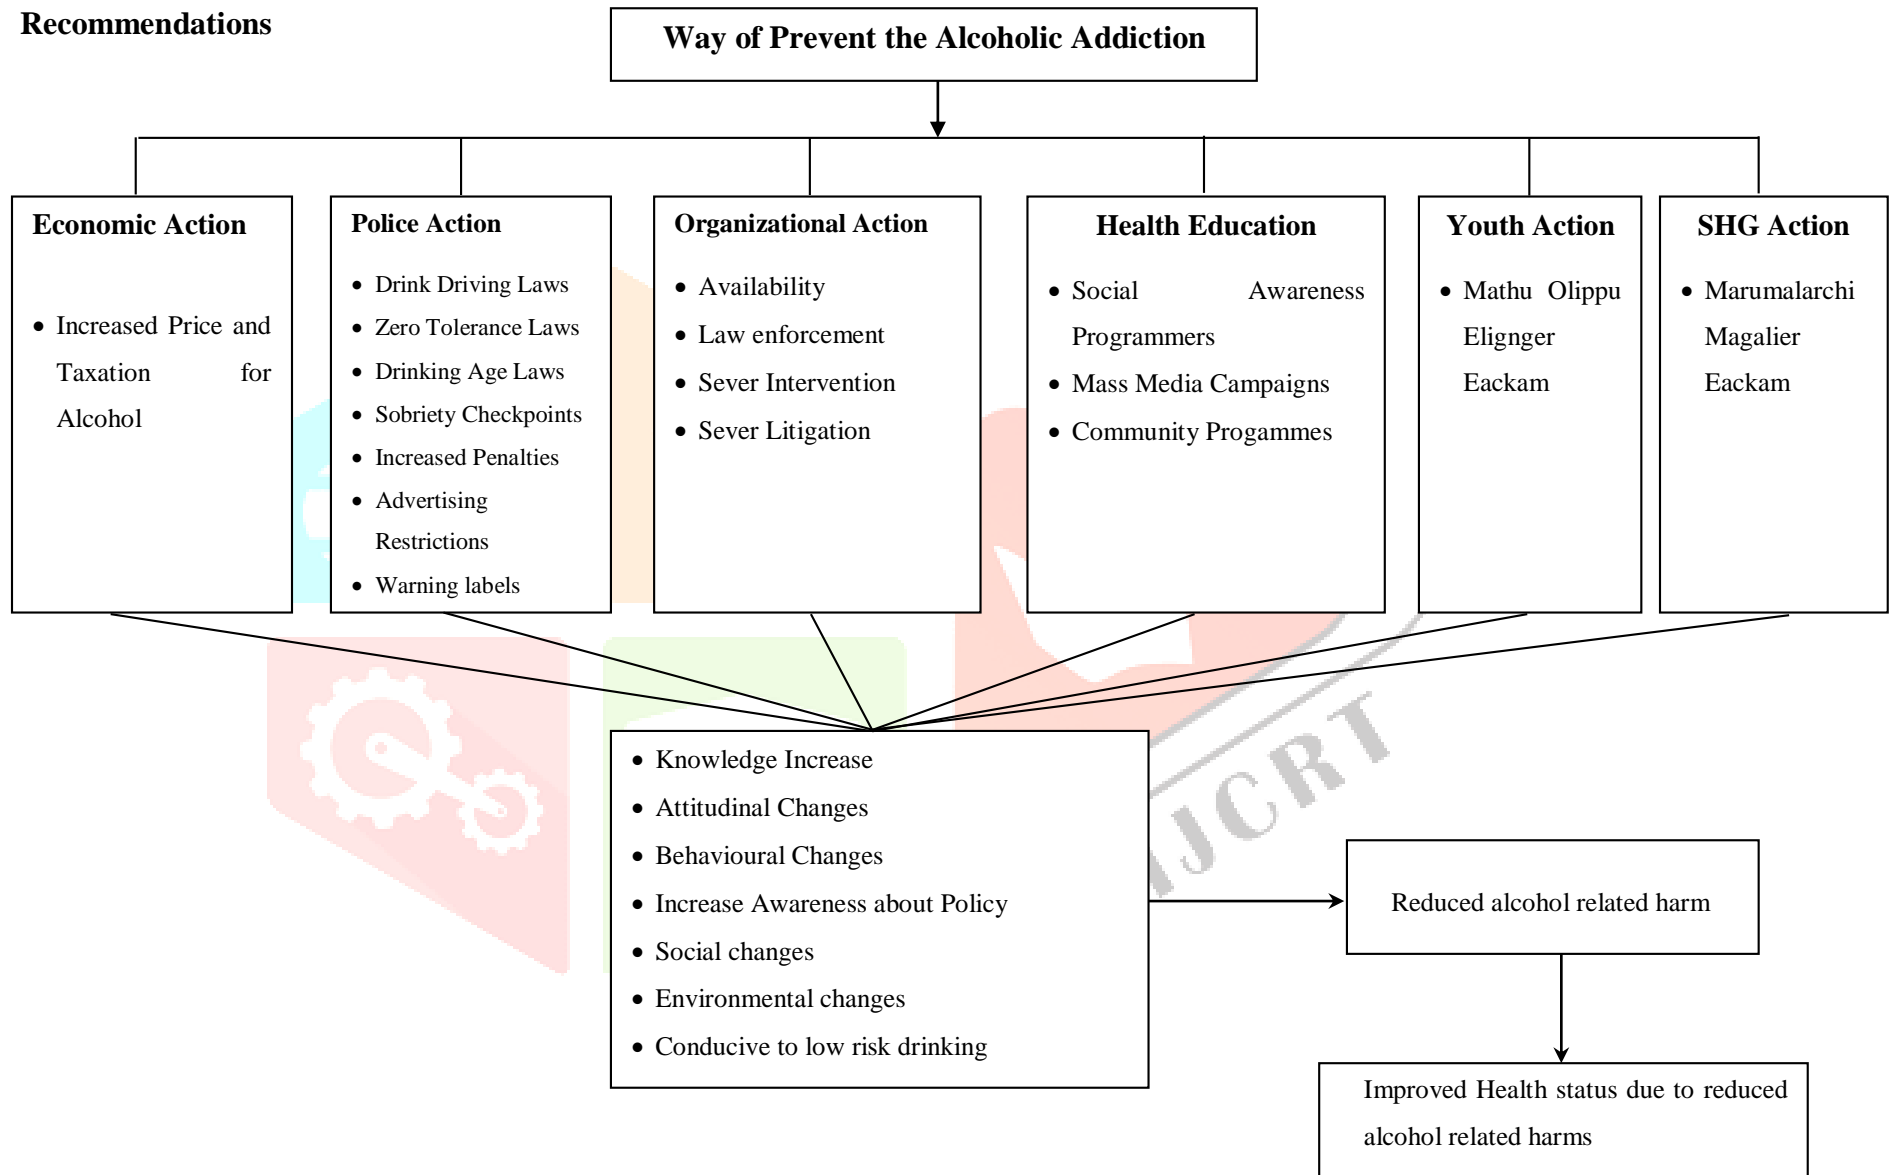 Recommendations
Way of Prevent the Alcoholic Addiction
Economic Action
• Increased Price and
Taxation for
Alcohol
Police Action
• Drink Driving Laws
• Zero Tolerance Laws
• Drinking Age Laws
• Sobriety Checkpoints
• Increased Penalties
• Advertising
Restrictions
• Warning labels
Organizational Action
• Availability
• Law enforcement
• Sever Intervention
• Sever Litigation
Health Education
• Social Awareness
Programmers
• Mass Media Campaigns
• Community Progammes
Youth Action
• Mathu Olippu
Elignger
Eackam
SHG Action
• Marumalarchi
Magalier
Eackam
• Knowledge Increase
• Attitudinal Changes
• Behavioural Changes
• Increase Awareness about Policy
• Social changes
• Environmental changes
• Conducive to low risk drinking
Reduced alcohol related harm
Improved Health status due to reduced
alcohol related harms
IJCRT